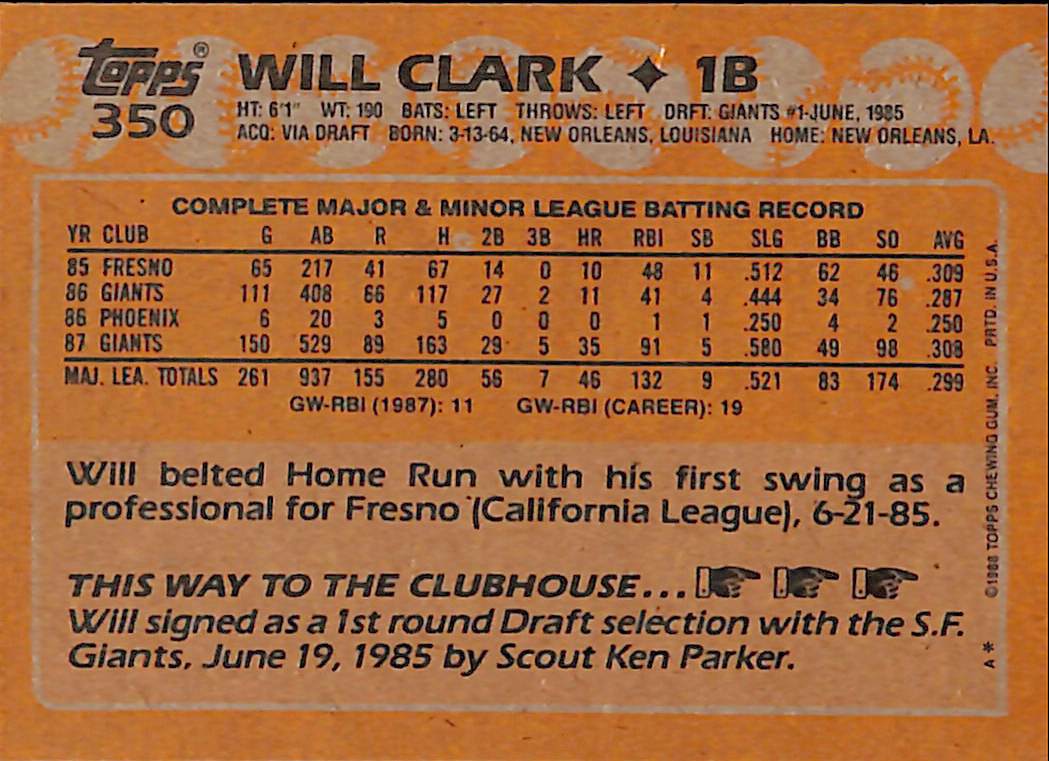 Topps® WILL CLARK ✦ 1B
350 HT: 6'1" WT: 190 BATS: LEFT THROWS: LEFT DRFT: GIANTS #1-JUNE, 1985
ACQ: VIA DRAFT BORN: 3-13-64, NEW ORLEANS, LOUISIANA HOME: NEW ORLEANS, LA.
COMPLETE MAJOR & MINOR LEAGUE BATTING RECORD
YR CLUB G AB R H 2B 3B HR RBI SB SLG BB SO AVG
85 FRESNO 65 217 41 67 14 0 10 48 11 .512 62 46 .309
86 GIANTS 111 408 66 117 27 2 11 41 4 .444 34 76 .287
86 PHOENIX 6 20 3 5 0 0 0 1 1 .250 4 2 .250
87 GIANTS 150 529 89 163 29 5 35 91 5 .580 49 98 .308
MAJ. LEA. TOTALS 261 937 155 280 56 7 46 132 9 .521 83 174 .299
GW-RBI (1987): 11 GW-RBI (CAREER): 19
Will belted Home Run with his first swing as a
professional for Fresno (California League), 6-21-85.
THIS WAY TO THE CLUBHOUSE...
Will signed as a 1st round Draft selection with the S.F.
Giants, June 19, 1985 by Scout Ken Parker.
A* ©1988 TOPPS CHEWING GUM, INC. PRTD. IN U.S.A.